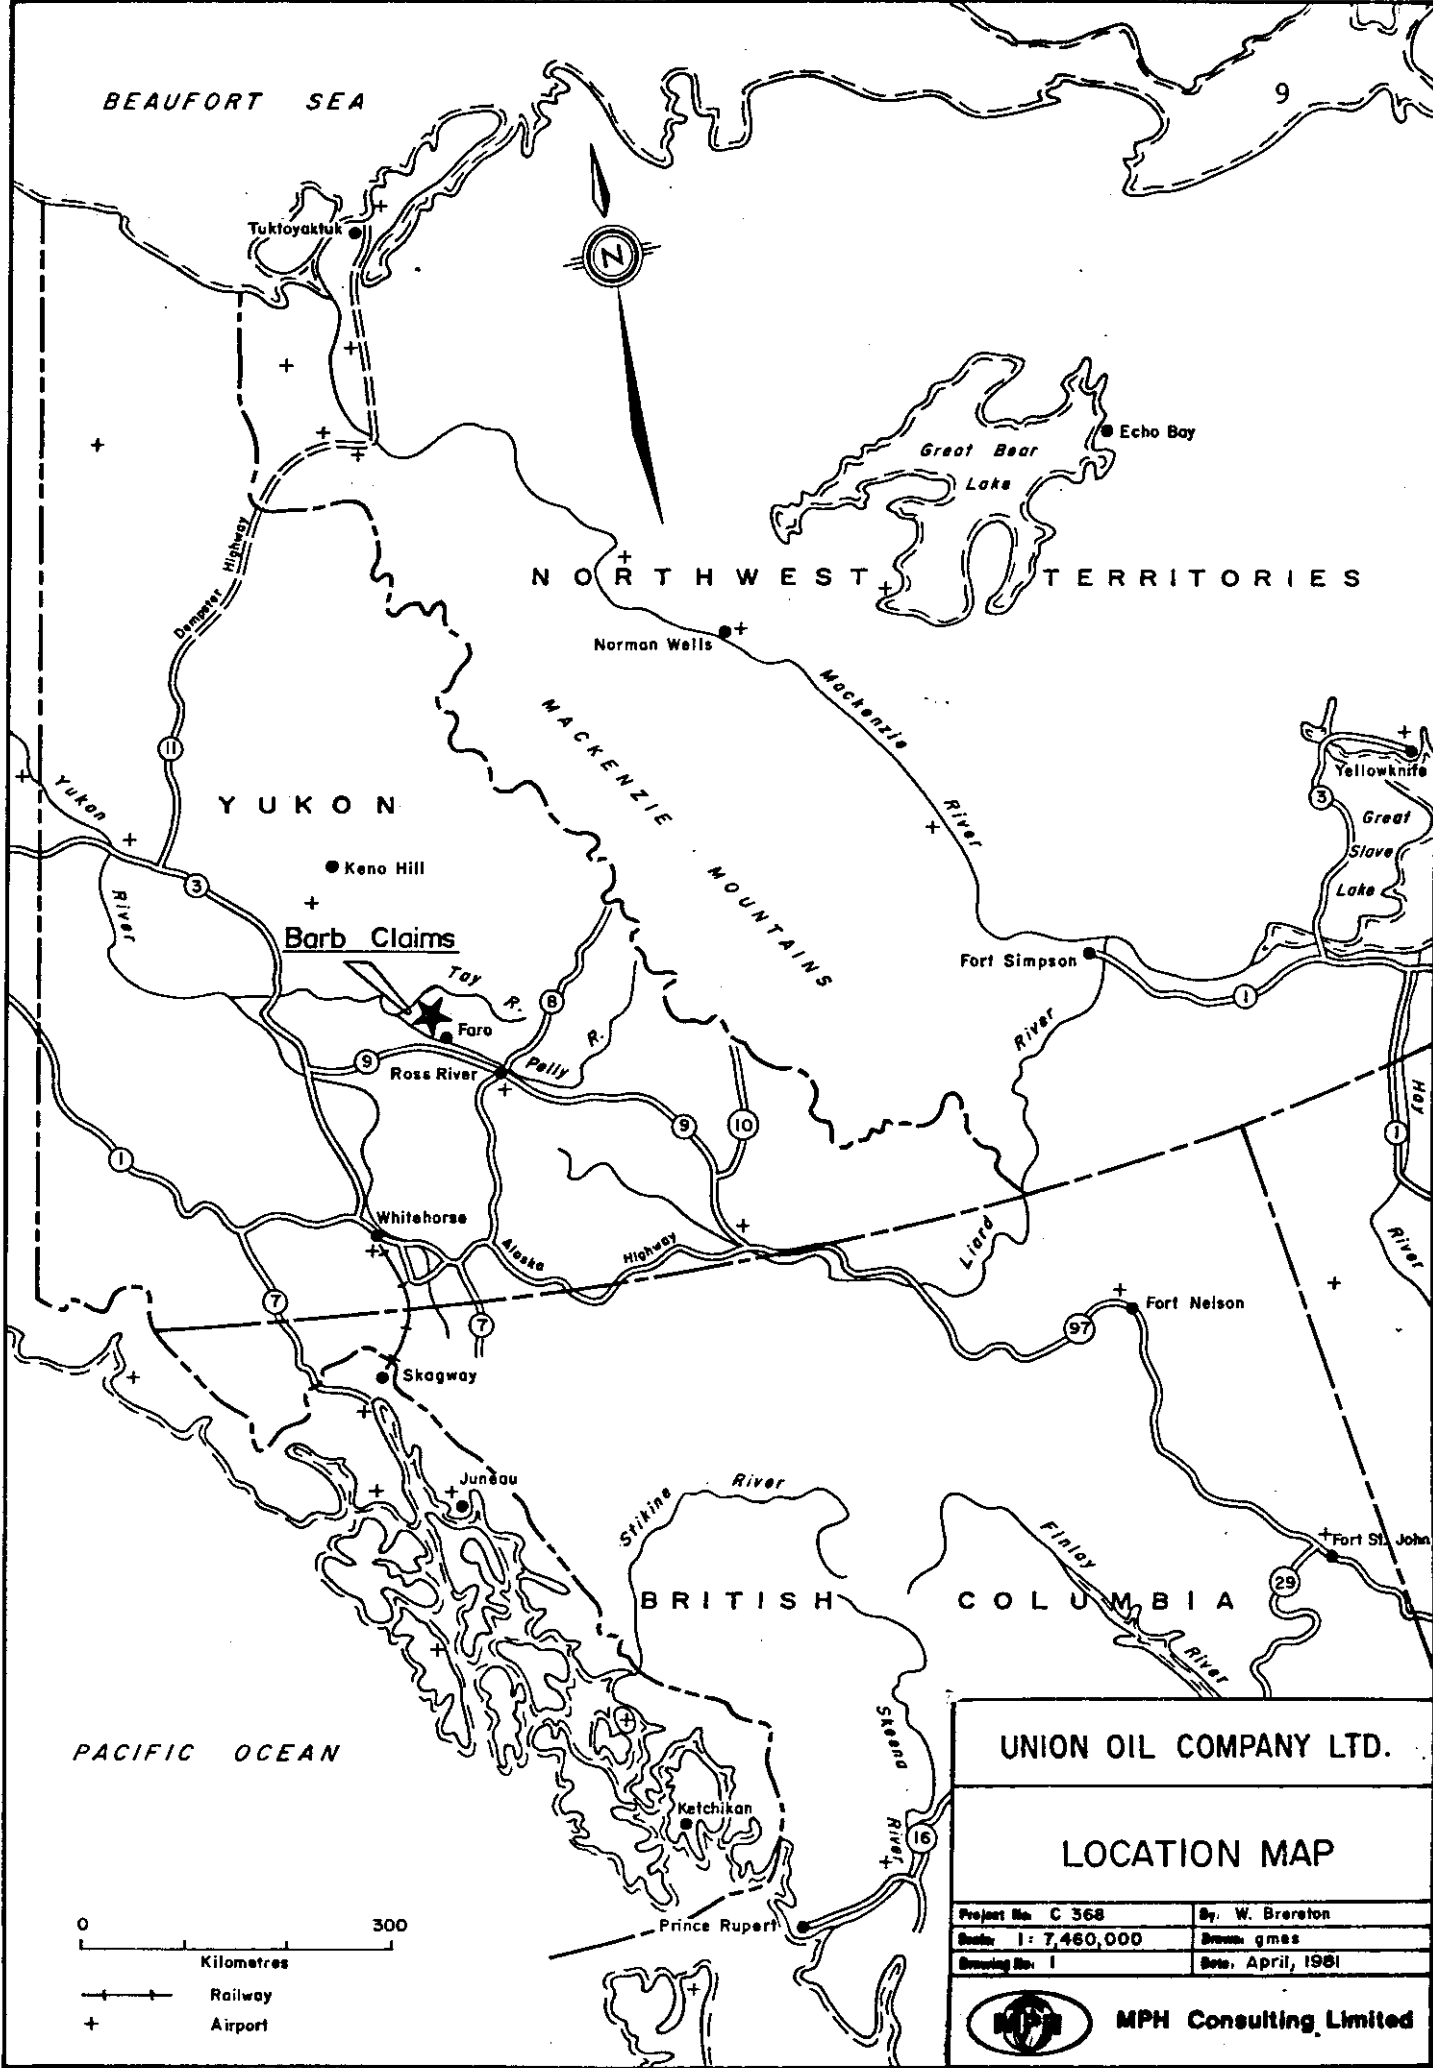 BEAUFORT SEA
9
Tuktoyaktuk
N
Echo Bay
Great Bear
Lake
Dempster Highway
NORTHWEST TERRITORIES
Norman Wells
Mackenzie River
MACKENZIE MOUNTAINS
11
Yukon
YUKON
Yellowknife
3
Great
Slave
Lake
Keno Hill
3
River
Barb Claims
Tay R.
8
Fort Simpson
1
Faro
9
Ross River
Pelly R.
River
9
10
Hay
1
1
Whitehorse
Alaska Highway
Liard
River
7
7
97
Fort Nelson
Skagway
Juneau
Stikine River
Finlay
Fort St. John
29
BRITISH COLUMBIA
River
Skeena
River
16
PACIFIC OCEAN
Ketchikan
Prince Rupert
0 300
Kilometres
Railway
Airport
UNION OIL COMPANY LTD.
LOCATION MAP
Project No: C 368
By: W. Brereton
Scale: 1: 7,460,000
Drawn: gmes
Drawing No: 1
Date: April, 1981
MPH
MPH Consulting Limited